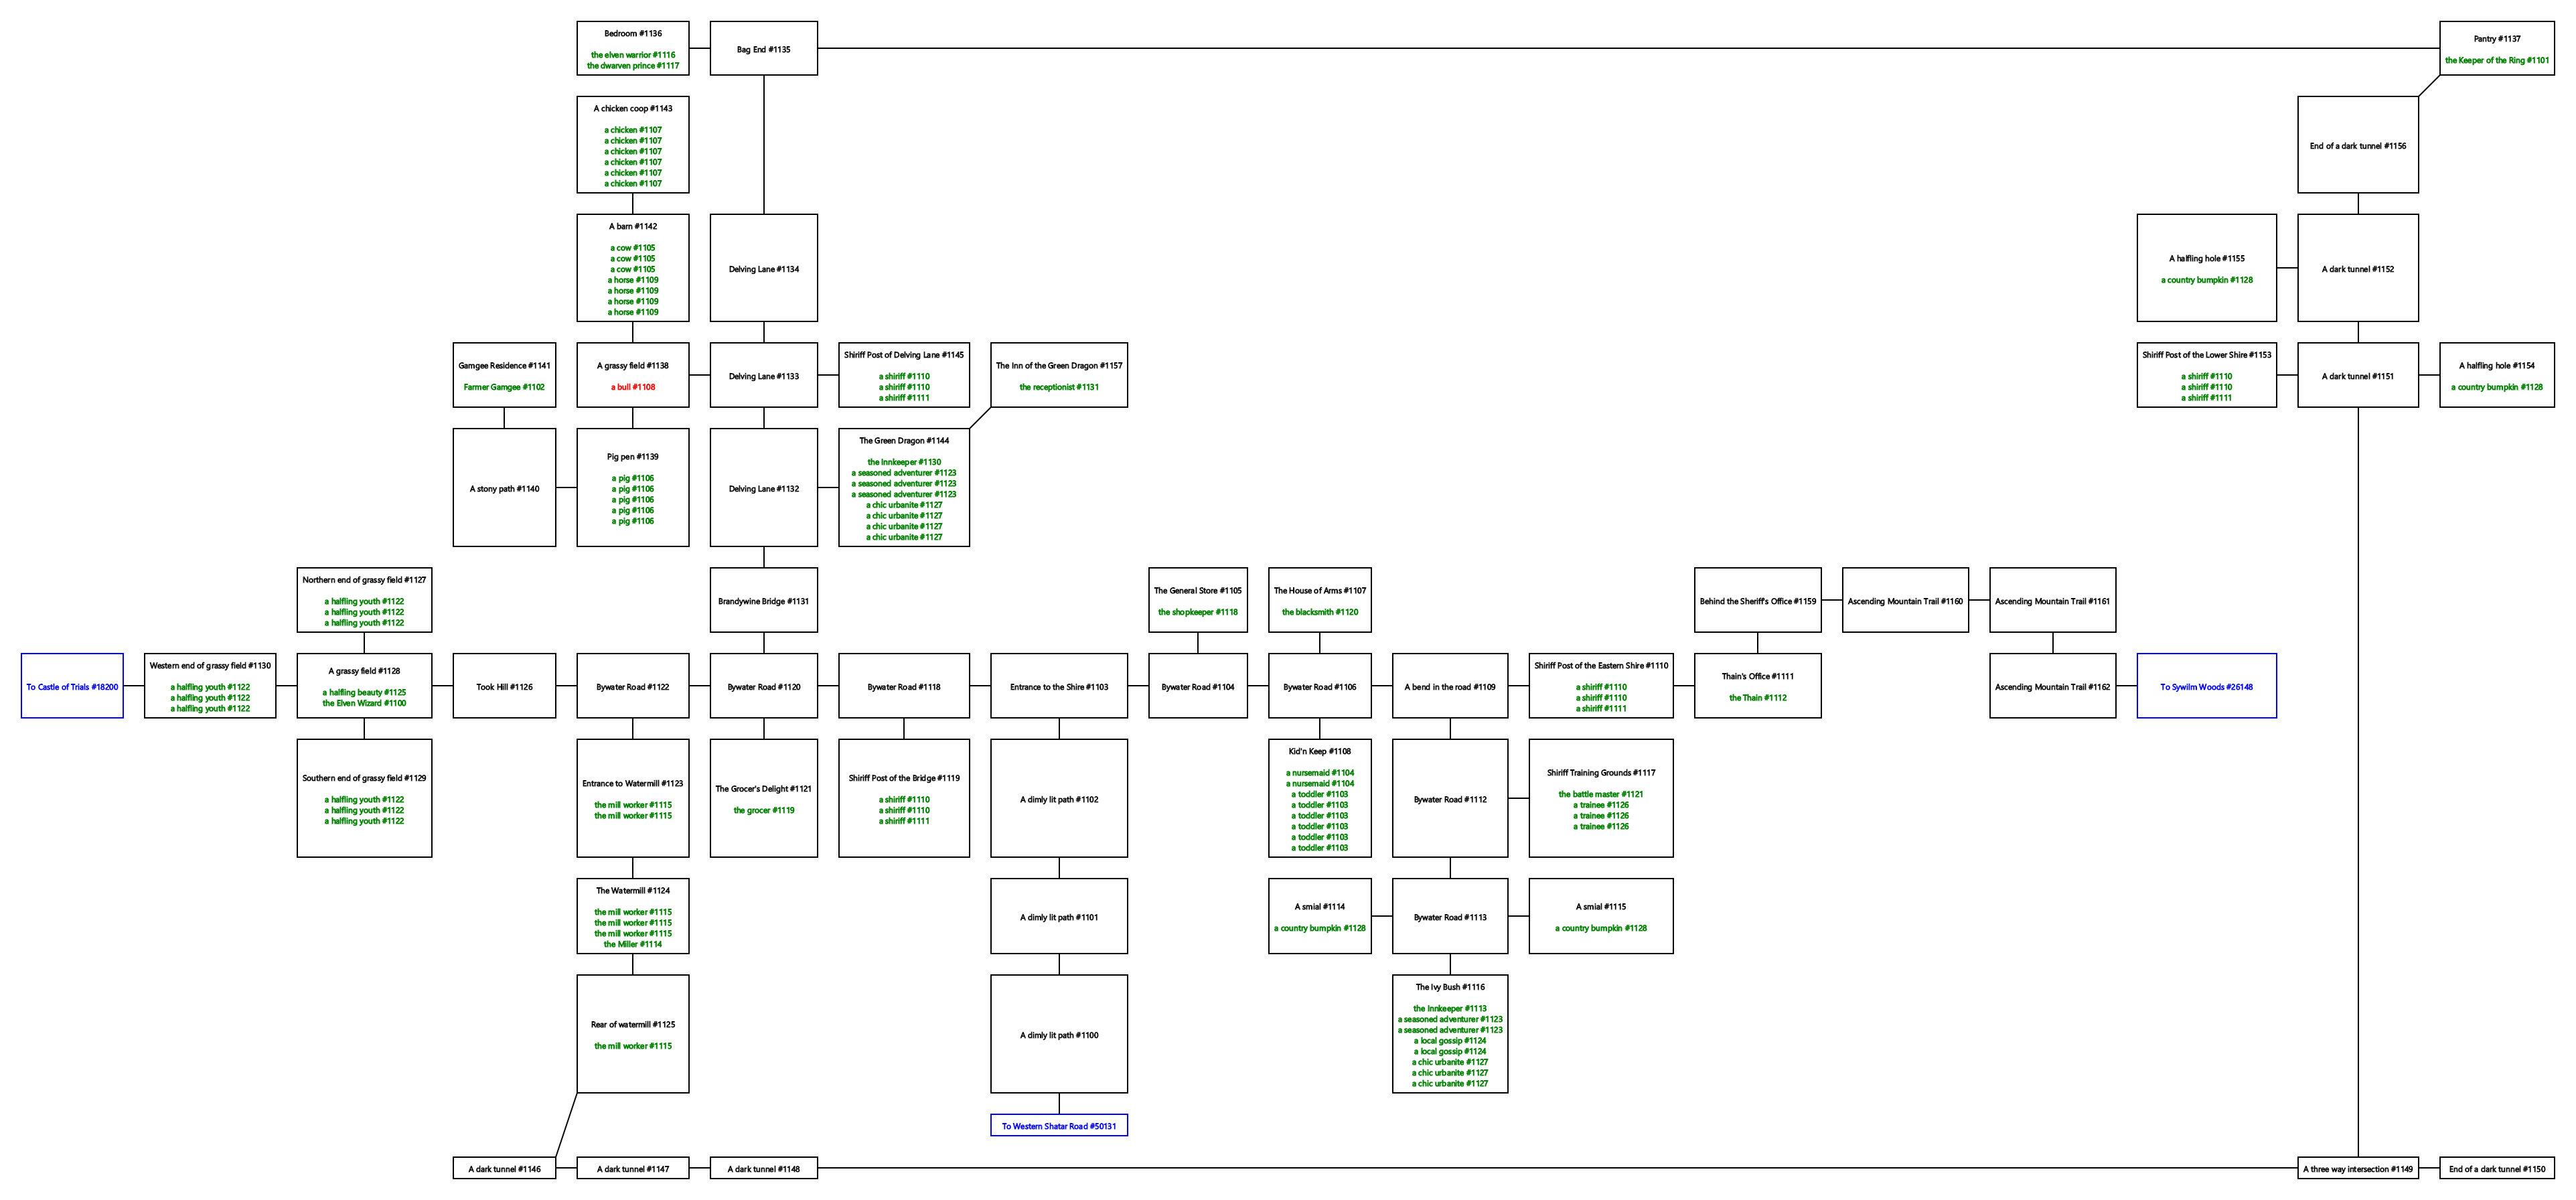 Bedroom #1136
the elven warrior #1116
the dwarven prince #1117
Bag End #1135
Pantry #1137
the Keeper of the Ring #1101
A chicken coop #1143
a chicken #1107
a chicken #1107
a chicken #1107
a chicken #1107
a chicken #1107
a chicken #1107
End of a dark tunnel #1156
A barn #1142
a cow #1105
a cow #1105
a cow #1105
a horse #1109
a horse #1109
a horse #1109
a horse #1109
Delving Lane #1134
A halfling hole #1155
a country bumpkin #1128
A dark tunnel #1152
Gamgee Residence #1141
Farmer Gamgee #1102
A grassy field #1138
a bull #1108
Delving Lane #1133
Shiriff Post of Delving Lane #1145
a shiriff #1110
a shiriff #1110
a shiriff #1111
The Inn of the Green Dragon #1157
the receptionist #1131
Shiriff Post of the Lower Shire #1153
a shiriff #1110
a shiriff #1110
a shiriff #1111
A dark tunnel #1151
A halfling hole #1154
a country bumpkin #1128
A stony path #1140
Pig pen #1139
a pig #1106
a pig #1106
a pig #1106
a pig #1106
a pig #1106
Delving Lane #1132
The Green Dragon #1144
the Innkeeper #1130
a seasoned adventurer #1123
a seasoned adventurer #1123
a seasoned adventurer #1123
a chic urbanite #1127
a chic urbanite #1127
a chic urbanite #1127
a chic urbanite #1127
Northern end of grassy field #1127
a halfling youth #1122
a halfling youth #1122
a halfling youth #1122
Brandywine Bridge #1131
The General Store #1105
the shopkeeper #1118
The House of Arms #1107
the blacksmith #1120
Behind the Sheriff's Office #1159
Ascending Mountain Trail #1160
Ascending Mountain Trail #1161
To Castle of Trials #18200
Western end of grassy field #1130
a halfling youth #1122
a halfling youth #1122
a halfling youth #1122
A grassy field #1128
a halfling beauty #1125
the Elven Wizard #1100
Took Hill #1126
Bywater Road #1122
Bywater Road #1120
Bywater Road #1118
Entrance to the Shire #1103
Bywater Road #1104
Bywater Road #1106
A bend in the road #1109
Shiriff Post of the Eastern Shire #1110
a shiriff #1110
a shiriff #1110
a shiriff #1111
Thain's Office #1111
the Thain #1112
Ascending Mountain Trail #1162
To Sywilm Woods #26148
Southern end of grassy field #1129
a halfling youth #1122
a halfling youth #1122
a halfling youth #1122
Entrance to Watermill #1123
the mill worker #1115
the mill worker #1115
The Grocer's Delight #1121
the grocer #1119
Shiriff Post of the Bridge #1119
a shiriff #1110
a shiriff #1110
a shiriff #1111
A dimly lit path #1102
Kid'n Keep #1108
a nursemaid #1104
a nursemaid #1104
a toddler #1103
a toddler #1103
a toddler #1103
a toddler #1103
a toddler #1103
a toddler #1103
Bywater Road #1112
Shiriff Training Grounds #1117
the battle master #1121
a trainee #1126
a trainee #1126
a trainee #1126
The Watermill #1124
the mill worker #1115
the mill worker #1115
the mill worker #1115
the Miller #1114
A dimly lit path #1101
A smial #1114
a country bumpkin #1128
Bywater Road #1113
A smial #1115
a country bumpkin #1128
Rear of watermill #1125
the mill worker #1115
A dimly lit path #1100
The Ivy Bush #1116
the Innkeeper #1113
a seasoned adventurer #1123
a seasoned adventurer #1123
a local gossip #1124
a local gossip #1124
a chic urbanite #1127
a chic urbanite #1127
a chic urbanite #1127
To Western Shatar Road #50131
A dark tunnel #1146
A dark tunnel #1147
A dark tunnel #1148
A three way intersection #1149
End of a dark tunnel #1150